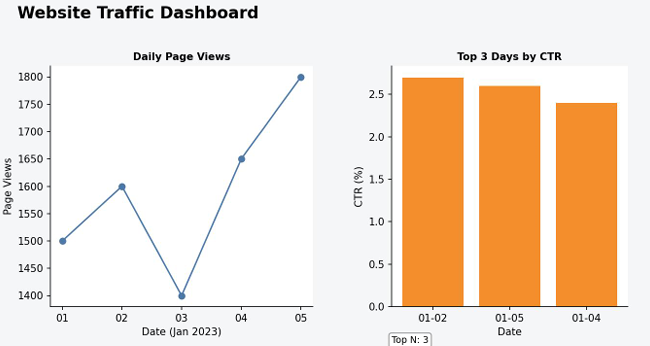 Website Traffic Dashboard
Daily Page Views
1800
1750
1700
1650
1600
1550
1500
1450
1400
Page Views
01 02 03 04 05
Date (Jan 2023)
Top 3 Days by CTR
2.5
2.0
1.5
1.0
0.5
0.0
CTR (%)
01-02 01-05 01-04
Date
Top N: 3